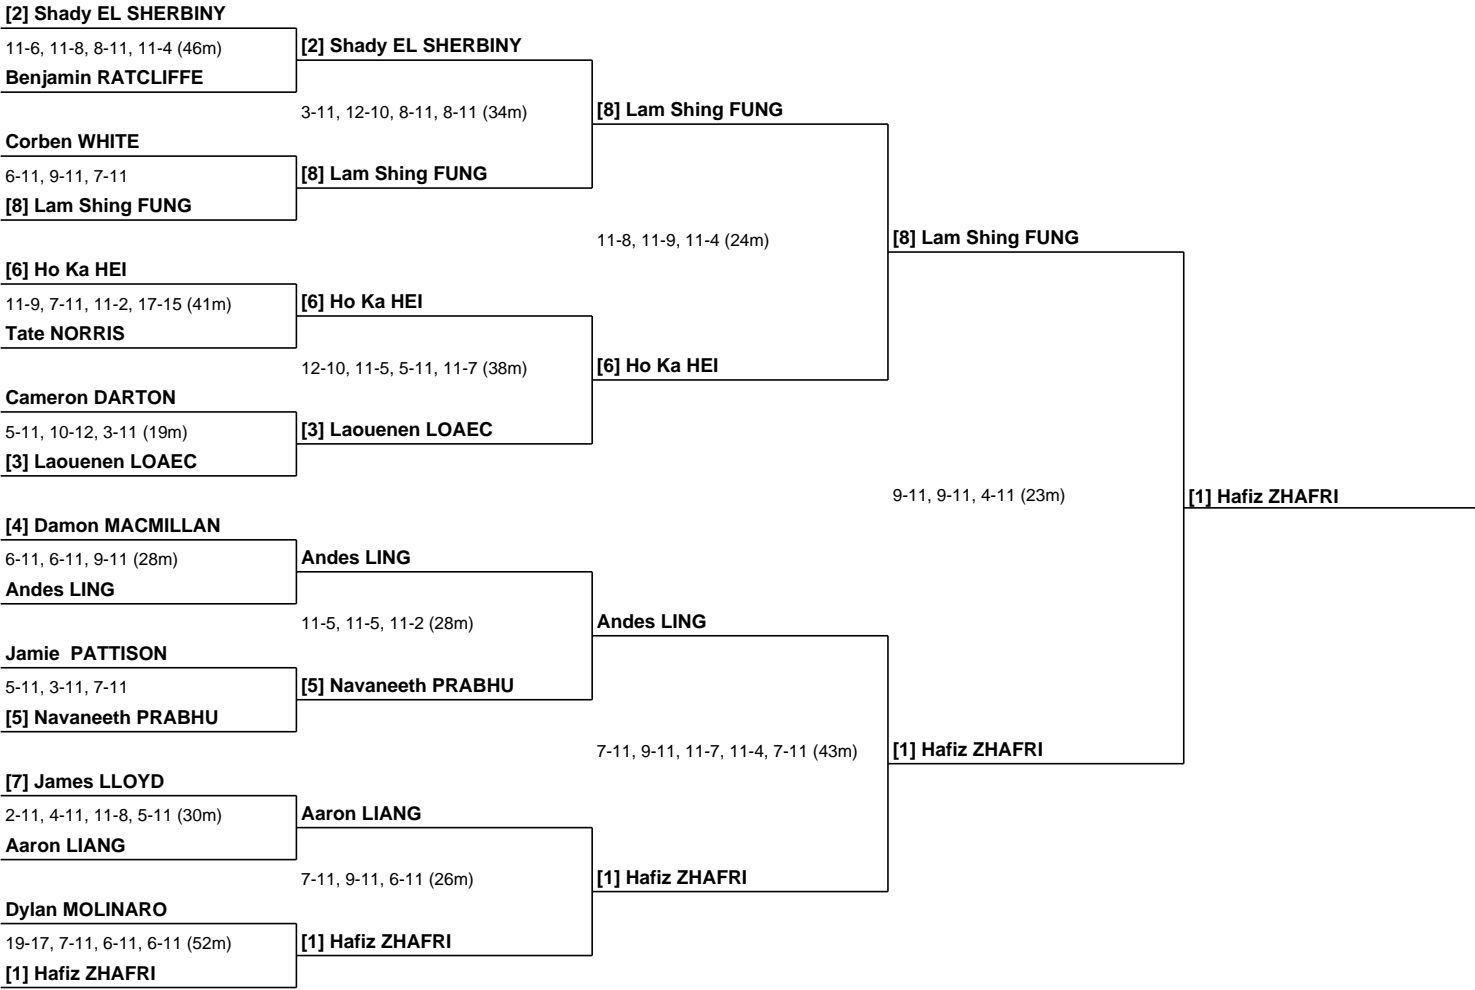 [2] Shady EL SHERBINY
11-6, 11-8, 8-11, 11-4 (46m)
Benjamin RATCLIFFE
Corben WHITE
6-11, 9-11, 7-11
[8] Lam Shing FUNG
[6] Ho Ka HEI
11-9, 7-11, 11-2, 17-15 (41m)
Tate NORRIS
Cameron DARTON
5-11, 10-12, 3-11 (19m)
[3] Laouenen LOAEC
[4] Damon MACMILLAN
6-11, 6-11, 9-11 (28m)
Andes LING
Jamie  PATTISON
5-11, 3-11, 7-11
[5] Navaneeth PRABHU
[7] James LLOYD
2-11, 4-11, 11-8, 5-11 (30m)
Aaron LIANG
Dylan MOLINARO
19-17, 7-11, 6-11, 6-11 (52m)
[1] Hafiz ZHAFRI
[2] Shady EL SHERBINY
3-11, 12-10, 8-11, 8-11 (34m)
[8] Lam Shing FUNG
[6] Ho Ka HEI
12-10, 11-5, 5-11, 11-7 (38m)
[3] Laouenen LOAEC
Andes LING
11-5, 11-5, 11-2 (28m)
[5] Navaneeth PRABHU
Aaron LIANG
7-11, 9-11, 6-11 (26m)
[1] Hafiz ZHAFRI
[8] Lam Shing FUNG
11-8, 11-9, 11-4 (24m)
[6] Ho Ka HEI
Andes LING
7-11, 9-11, 11-7, 11-4, 7-11 (43m)
[1] Hafiz ZHAFRI
[8] Lam Shing FUNG
9-11, 9-11, 4-11 (23m)
[1] Hafiz ZHAFRI
[1] Hafiz ZHAFRI